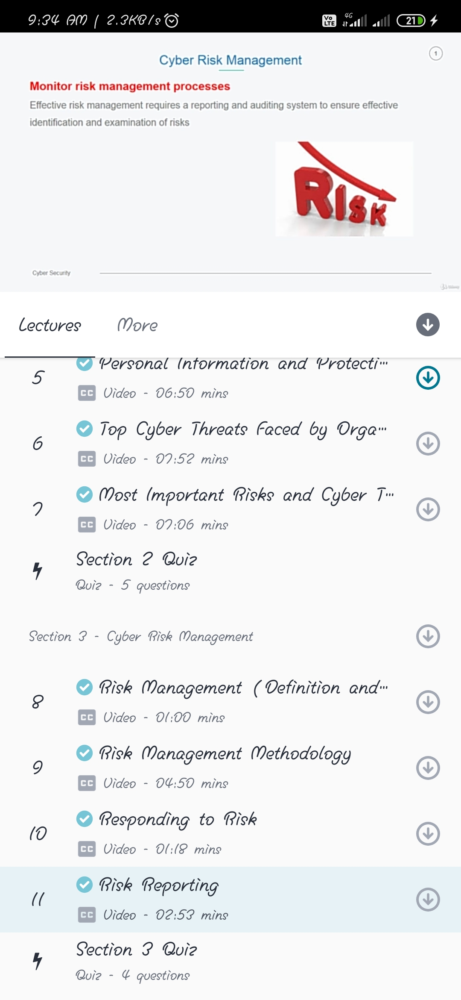 9:34 AM | 2.3KB/s
Vo LTE 4G 21
Cyber Risk Management
1
Monitor risk management processes
Effective risk management requires a reporting and auditing system to ensure effective
identification and examination of risks
RISK
Cyber Security
Udemy
Lectures More
5 Personal Information and Protecti...
CC Video - 06:50 mins
6 Top Cyber Threats Faced by Orga...
CC Video - 07:52 mins
7 Most Important Risks and Cyber T...
CC Video - 07:06 mins
Section 2 Quiz
Quiz - 5 questions
Section 3 - Cyber Risk Management
8 Risk Management (Definition and...
CC Video - 01:00 mins
9 Risk Management Methodology
CC Video - 04:50 mins
10 Responding to Risk
CC Video - 01:18 mins
11 Risk Reporting
CC Video - 02:53 mins
Section 3 Quiz
Quiz - 4 questions